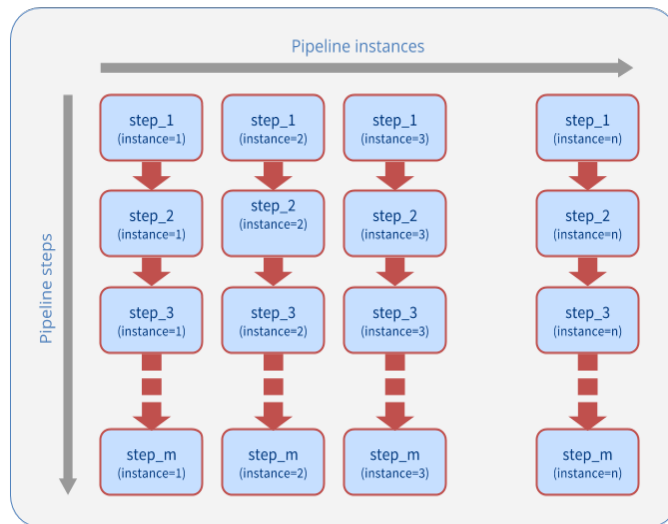 Pipeline instances
Pipeline steps
step_1
(instance=1)
step_1
(instance=2)
step_1
(instance=3)
step_1
(instance=n)
step_2
(instance=1)
step_2
(instance=2)
step_2
(instance=3)
step_2
(instance=n)
step_3
(instance=1)
step_3
(instance=2)
step_3
(instance=3)
step_3
(instance=n)
step_m
(instance=1)
step_m
(instance=2)
step_m
(instance=3)
step_m
(instance=n)